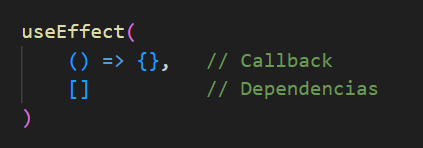 useEffect(
    () => {},   // Callback
    []          // Dependencias
)